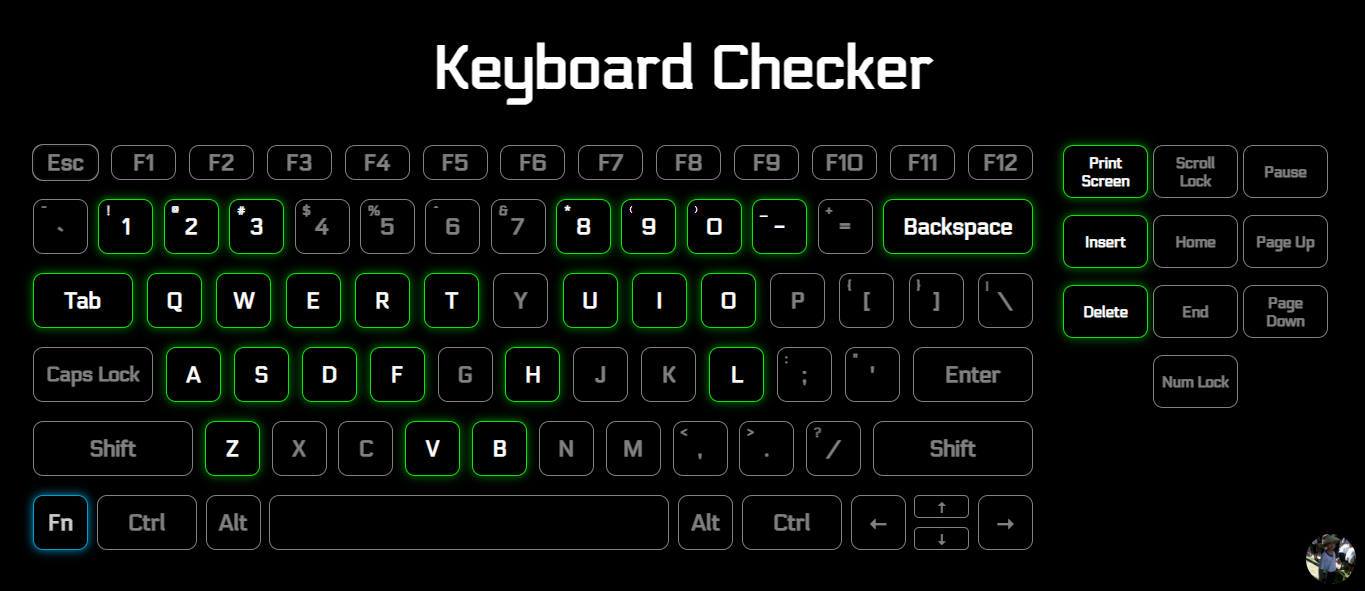 Keyboard Checker
Esc F1 F2 F3 F4 F5 F6 F7 F8 F9 F10 F11 F12 Print Screen Scroll Lock Pause
~ ` ! 1 @ 2 # 3 $ 4 % 5 ^ 6 & 7 * 8 ( 9 ) 0 _ - + = Backspace Insert Home Page Up
Tab Q W E R T Y U I O P { [ } ] | \ Delete End Page Down
Caps Lock A S D F G H J K L : ; " ' Enter Num Lock
Shift Z X C V B N M < , > . ? / Shift
Fn Ctrl Alt Alt Ctrl ← ↑ ↓ →